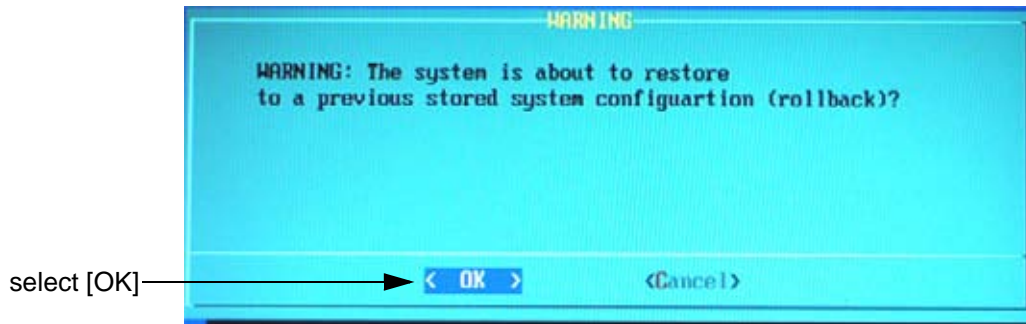 WARNING
WARNING: The system is about to restore
to a previous stored system configuartion (rollback)?
select [OK]
< OK > <Cancel>